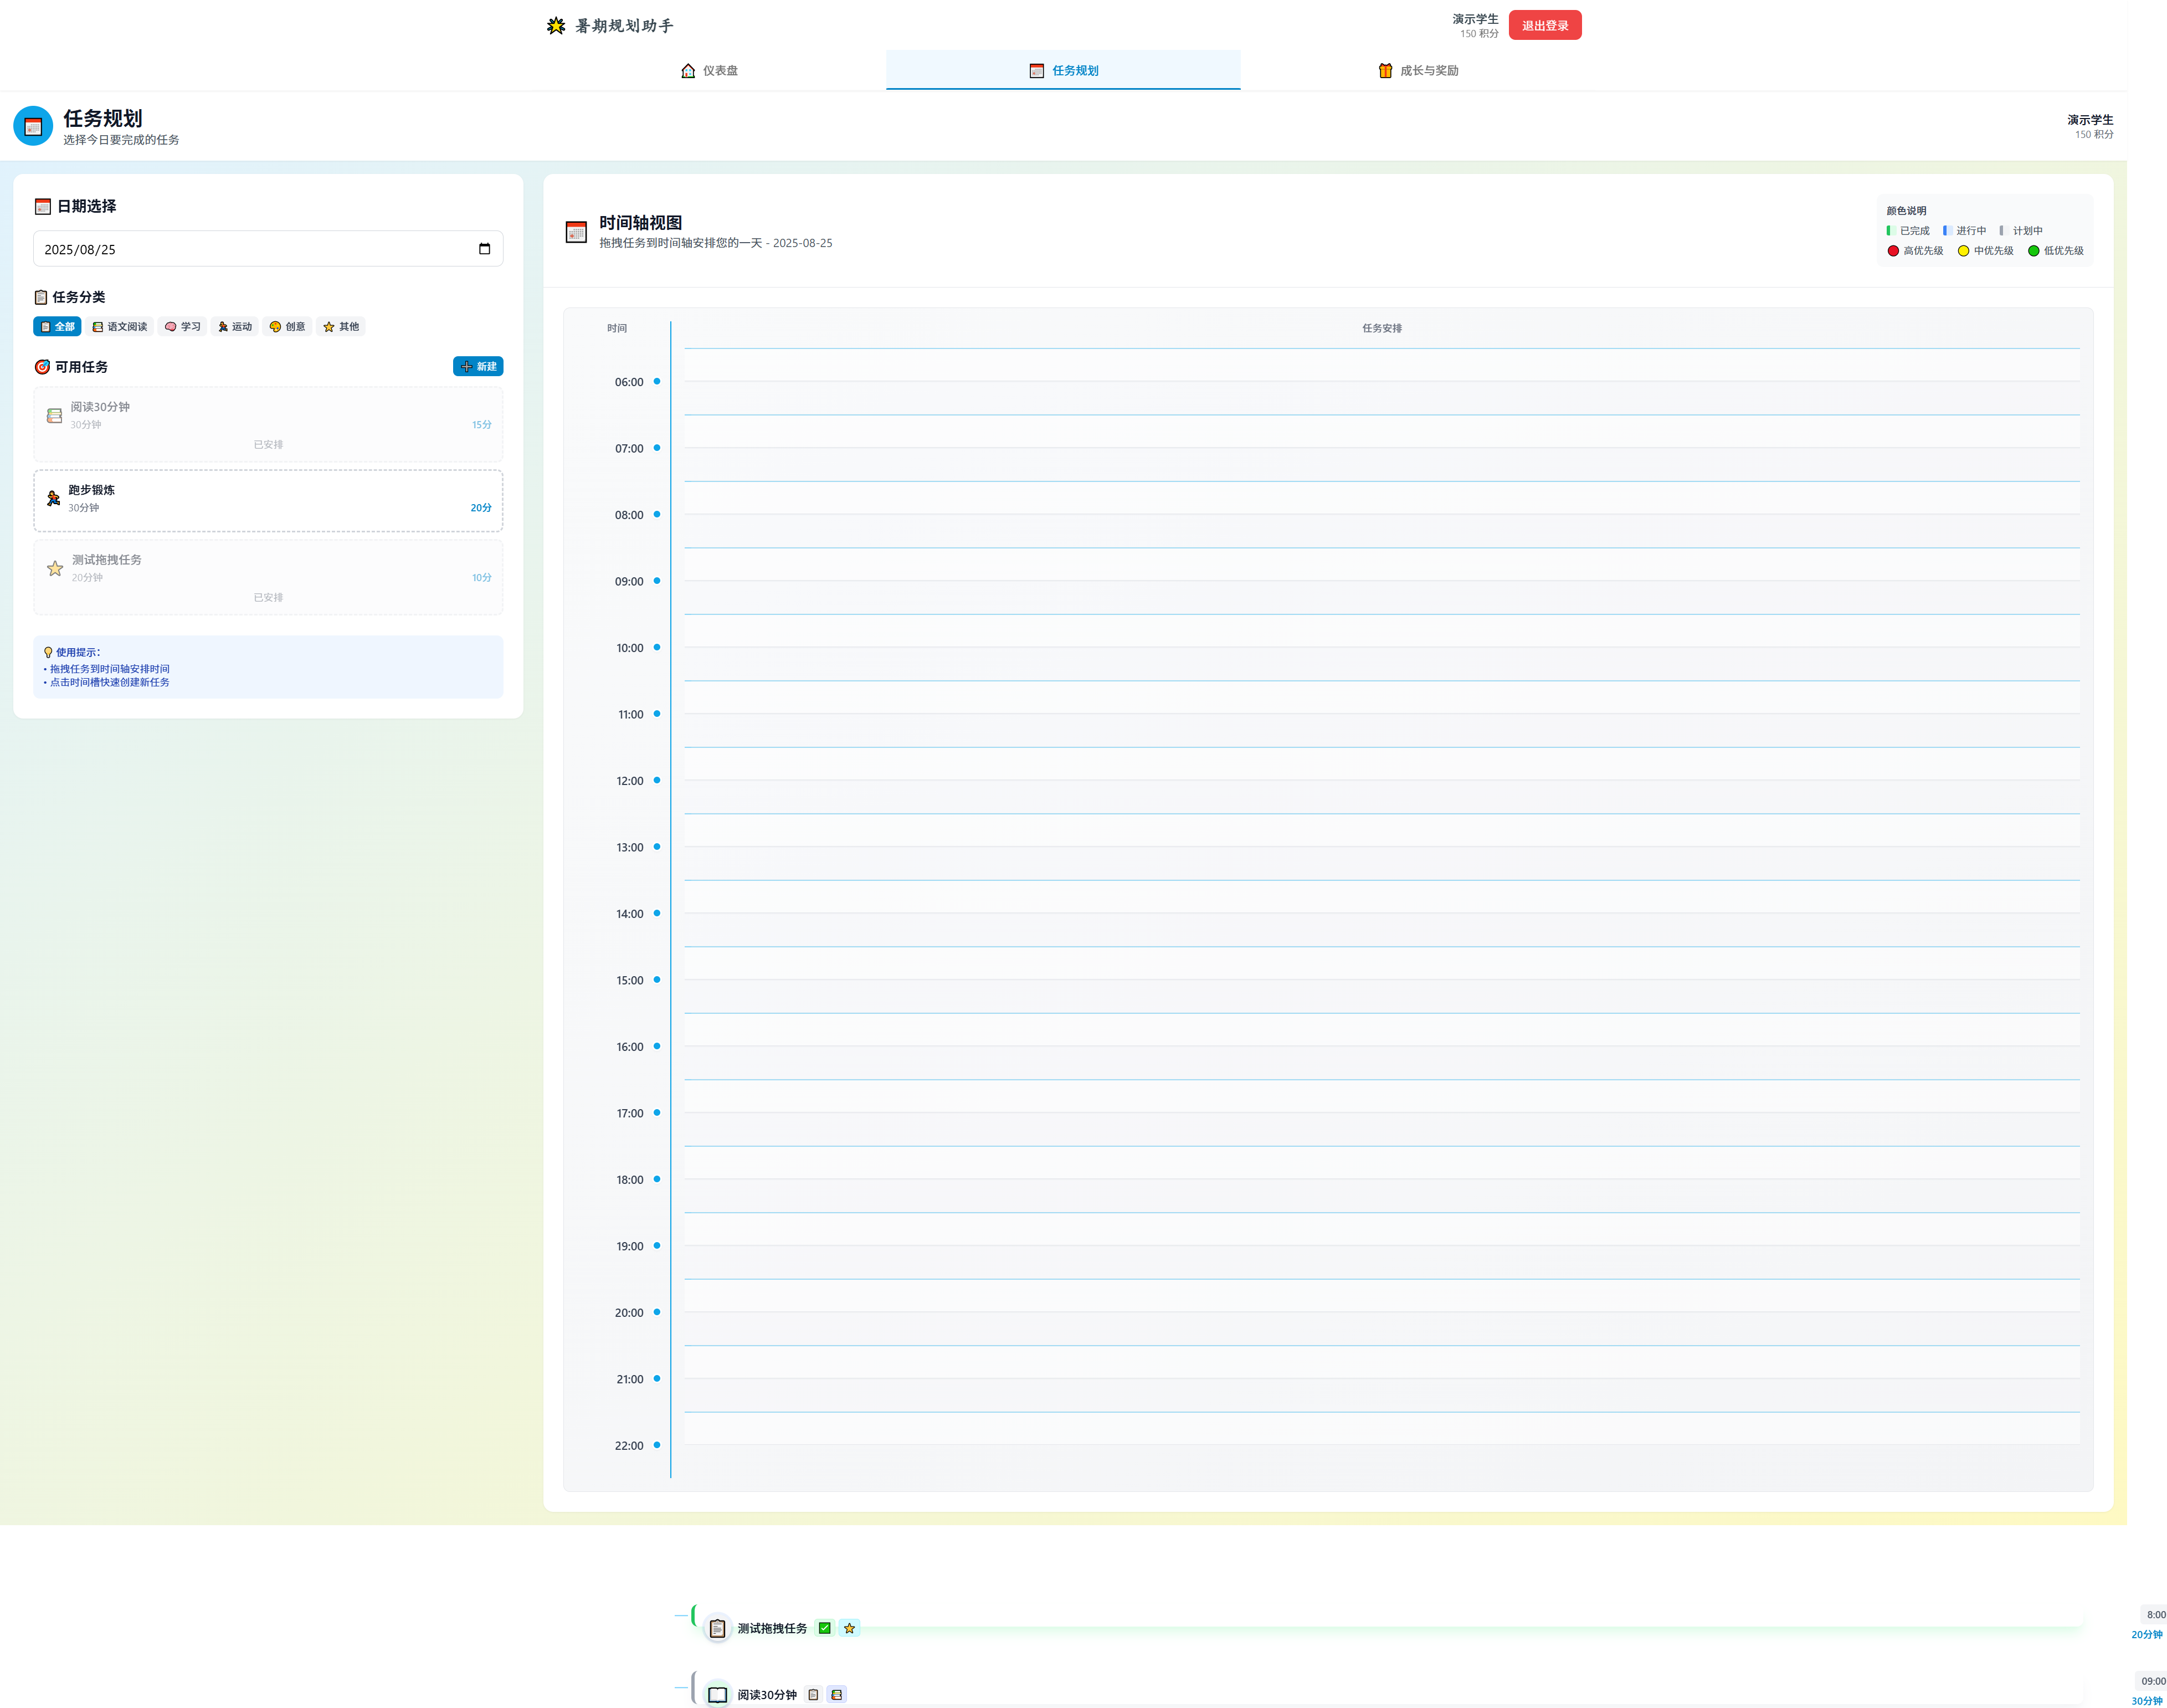 暑期规划助手
演示学生
150 积分
退出登录
仪表盘
任务规划
成长与奖励
任务规划
选择今日要完成的任务
演示学生
150 积分
日期选择
2025/08/25
任务分类
全部 语文阅读 学习 运动 创意 其他
可用任务
新建
阅读30分钟
30分钟
15分
已安排
跑步锻炼
30分钟
20分
测试拖拽任务
20分钟
10分
已安排
使用提示：
• 拖拽任务到时间轴安排时间
• 点击时间槽快速创建新任务
时间轴视图
拖拽任务到时间轴安排您的一天 - 2025-08-25
颜色说明
已完成 进行中 计划中
高优先级 中优先级 低优先级
时间 任务安排
06:00
07:00
08:00
09:00
10:00
11:00
12:00
13:00
14:00
15:00
16:00
17:00
18:00
19:00
20:00
21:00
22:00
测试拖拽任务
8:00
20分钟
阅读30分钟
09:00
30分钟